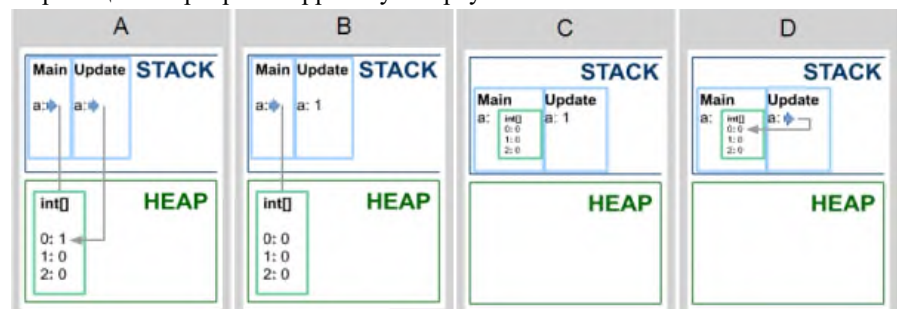 A B C D
Main Update STACK
a: a:
HEAP
int[]
0: 1
1: 0
2: 0
Main Update STACK
a: a: 1
HEAP
int[]
0: 0
1: 0
2: 0
STACK
Main Update
a: int[] a: 1
0: 0
1: 0
2: 0
HEAP
STACK
Main Update
a: int[] a:
0: 0
1: 0
2: 0
HEAP